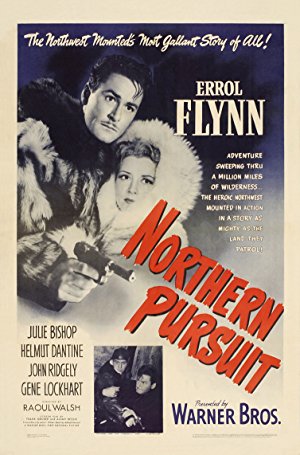 The Northwest Mounted's Most Gallant Story of All!
ERROL
FLYNN
ADVENTURE
SWEEPING THRU
A MILLION MILES
OF WILDERNESS...
THE HEROIC NORTHWEST
MOUNTED IN ACTION
IN A STORY AS
MIGHTY AS THE
LAND THEY
PATROL!
NORTHERN
PURSUIT
JULIE BISHOP
HELMUT DANTINE
JOHN RIDGELY
GENE LOCKHART
DIRECTED BY
RAOUL WALSH
Presented by
WARNER BROS.